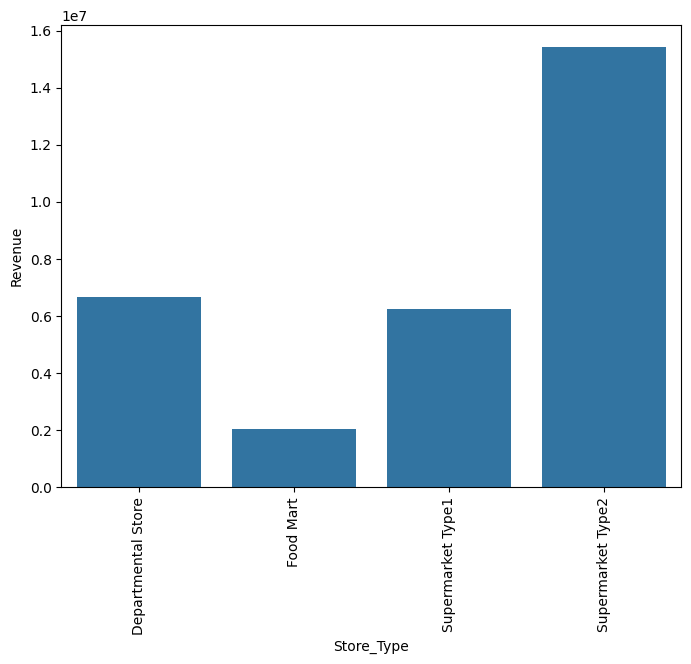 1e7
1.6
1.4
1.2
1.0
0.8
0.6
0.4
0.2
0.0
Revenue
Departmental Store
Food Mart
Supermarket Type1
Supermarket Type2
Store_Type